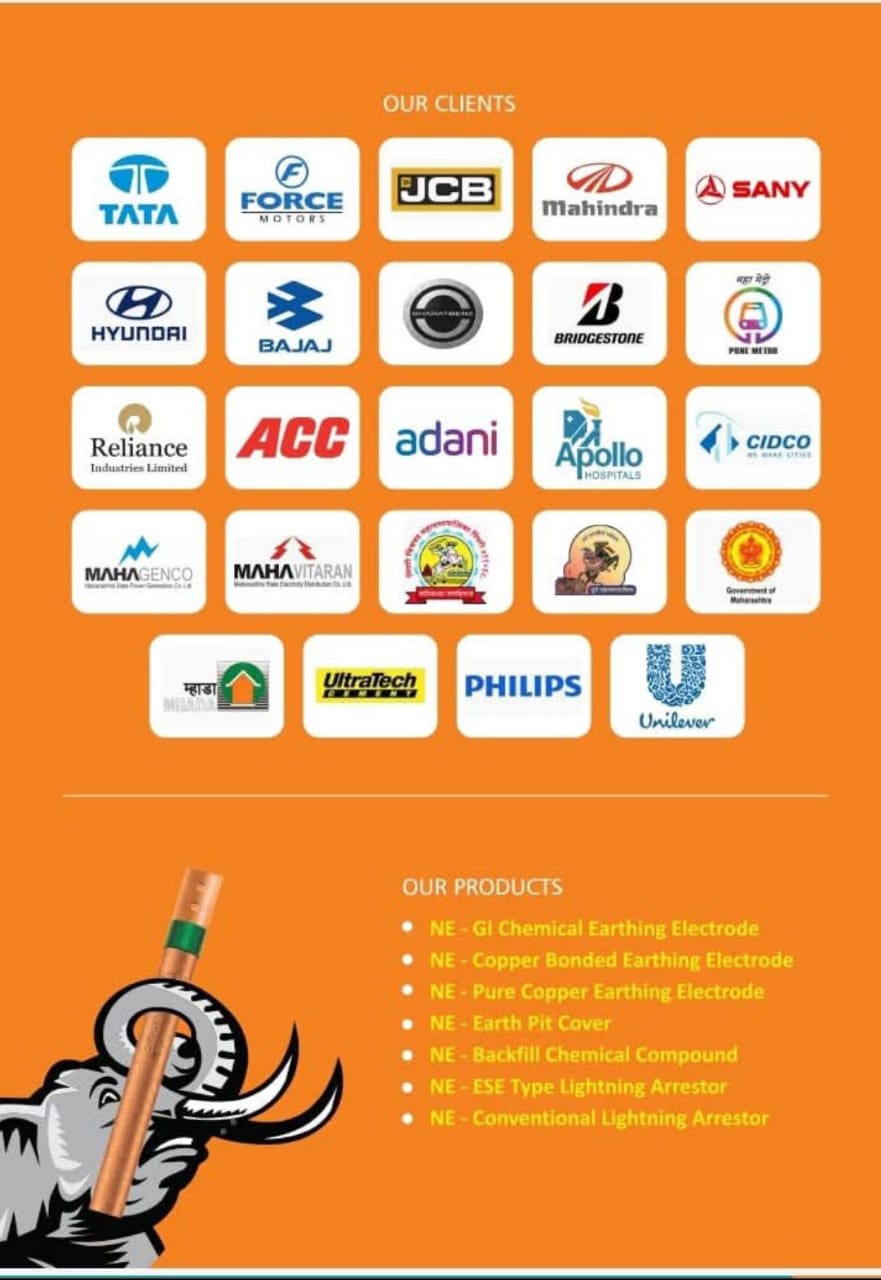 OUR CLIENTS
TATA
FORCE
MOTORS
JCB
Mahindra
SANY
HYUNDAI
BAJAJ
BHARATBENZ
BRIDGESTONE
महा मेट्रो
PUNE METRO
Reliance
Industries Limited
ACC
adani
Apollo
HOSPITALS
CIDCO
WE MAKE CITIES
MAHAGENCO
Maharashtra State Power Generation Co. Ltd.
MAHAVITARAN
Maharashtra State Electricity Distribution Co. Ltd.
Government of
Maharashtra
म्हाडा
MHADA
UltraTech
CEMENT
PHILIPS
Unilever
OUR PRODUCTS
NE - GI Chemical Earthing Electrode
NE - Copper Bonded Earthing Electrode
NE - Pure Copper Earthing Electrode
NE - Earth Pit Cover
NE - Backfill Chemical Compound
NE - ESE Type Lightning Arrestor
NE - Conventional Lightning Arrestor